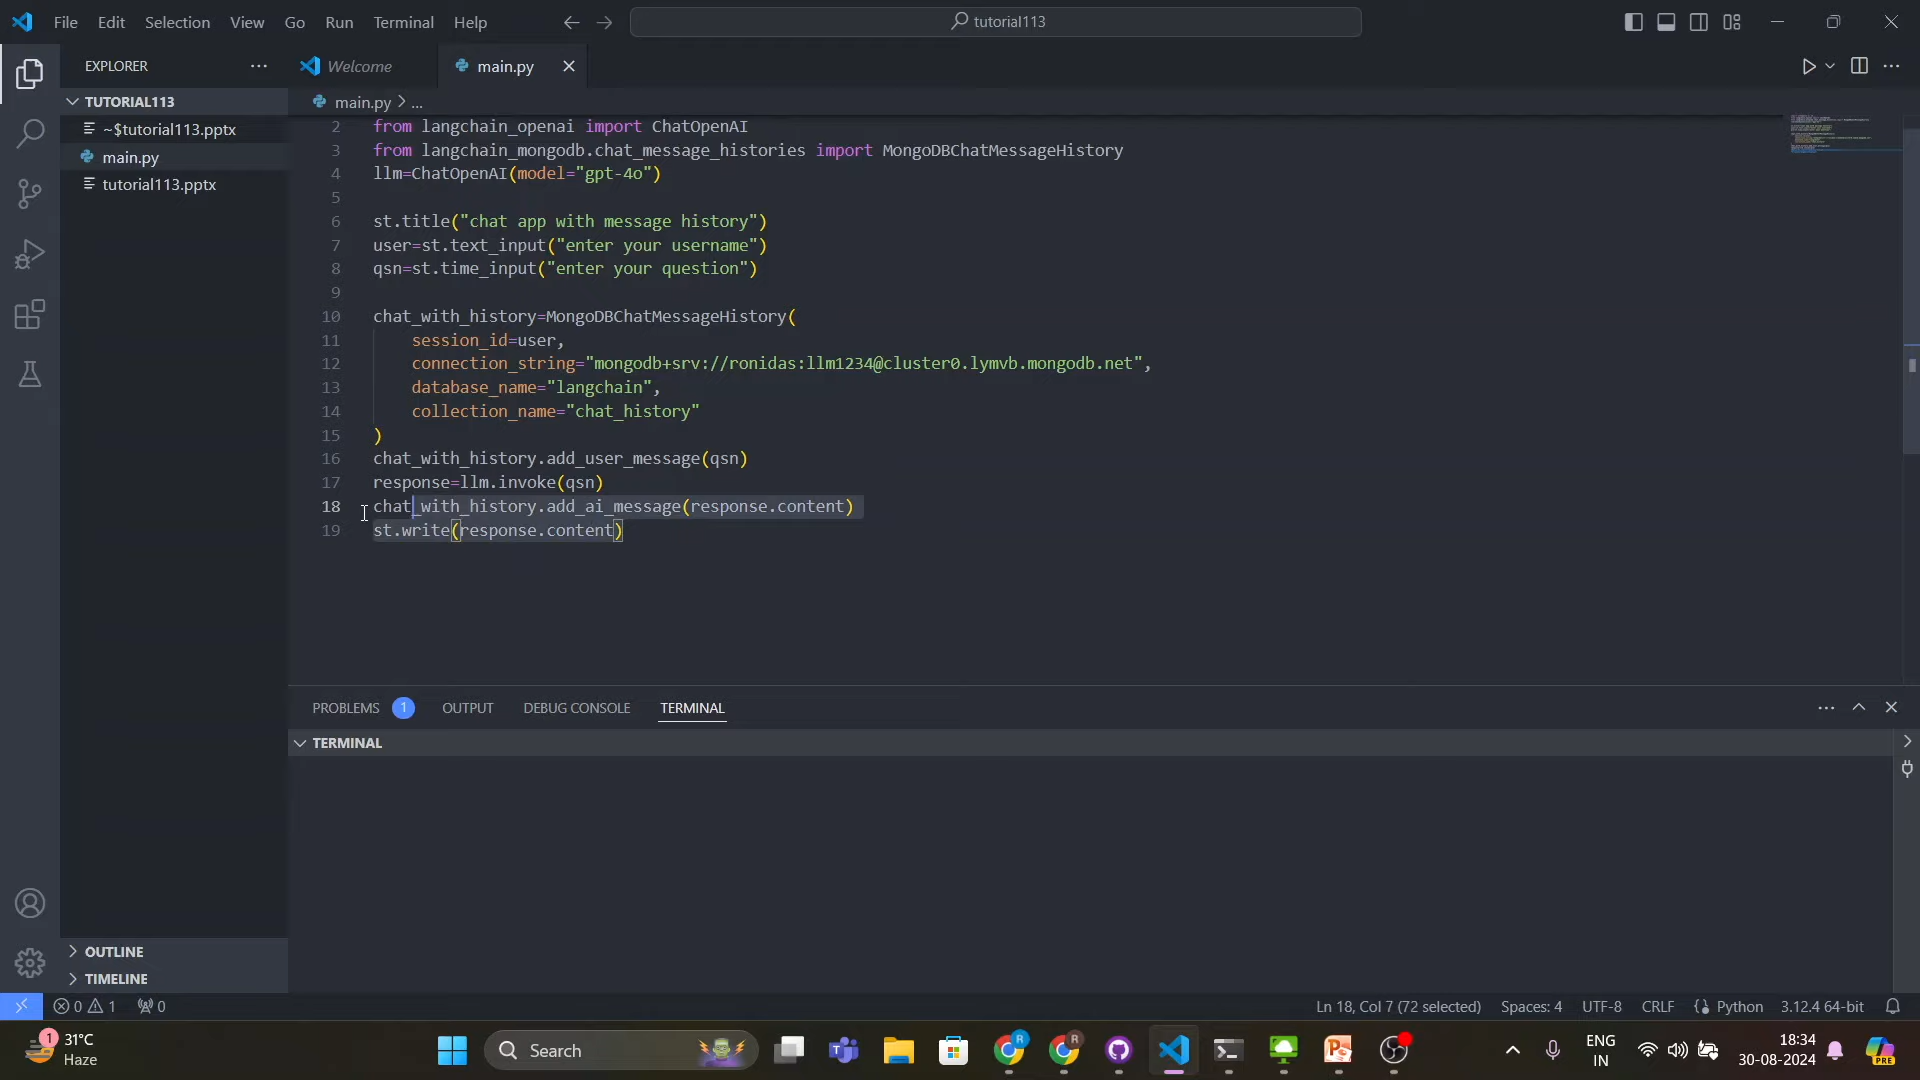 File Edit Selection View Go Run Terminal Help
tutorial113
EXPLORER
Welcome
main.py
TUTORIAL113
~$tutorial113.pptx
main.py
tutorial113.pptx
main.py > ...
2 from langchain_openai import ChatOpenAI
3 from langchain_mongodb.chat_message_histories import MongoDBChatMessageHistory
4 llm=ChatOpenAI(model="gpt-4o")
5
6 st.title("chat app with message history")
7 user=st.text_input("enter your username")
8 qsn=st.time_input("enter your question")
9
10 chat_with_history=MongoDBChatMessageHistory(
11 session_id=user,
12 connection_string="mongodb+srv://ronidas:llm1234@cluster0.lymvb.mongodb.net",
13 database_name="langchain",
14 collection_name="chat_history"
15 )
16 chat_with_history.add_user_message(qsn)
17 response=llm.invoke(qsn)
18 chat_with_history.add_ai_message(response.content)
19 st.write(response.content)
PROBLEMS 1 OUTPUT DEBUG CONSOLE TERMINAL
TERMINAL
OUTLINE
TIMELINE
0 1 0 Ln 18, Col 7 (72 selected) Spaces: 4 UTF-8 CRLF Python 3.12.4 64-bit
1
31°C
Haze
Search
R
R
ENG
IN
18:34
30-08-2024
PRE